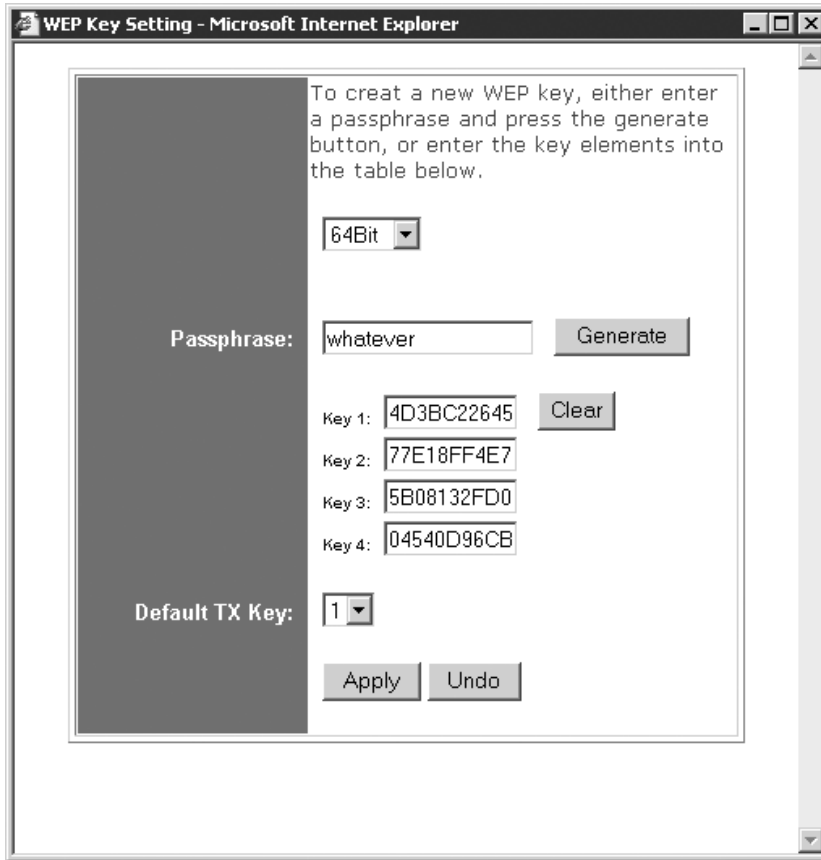 WEP Key Setting - Microsoft Internet Explorer
To creat a new WEP key, either enter
a passphrase and press the generate
button, or enter the key elements into
the table below.
64Bit
Passphrase: whatever Generate
Key 1: 4D3BC22645 Clear
Key 2: 77E18FF4E7
Key 3: 5B08132FD0
Key 4: 04540D96CB
Default TX Key: 1
Apply Undo